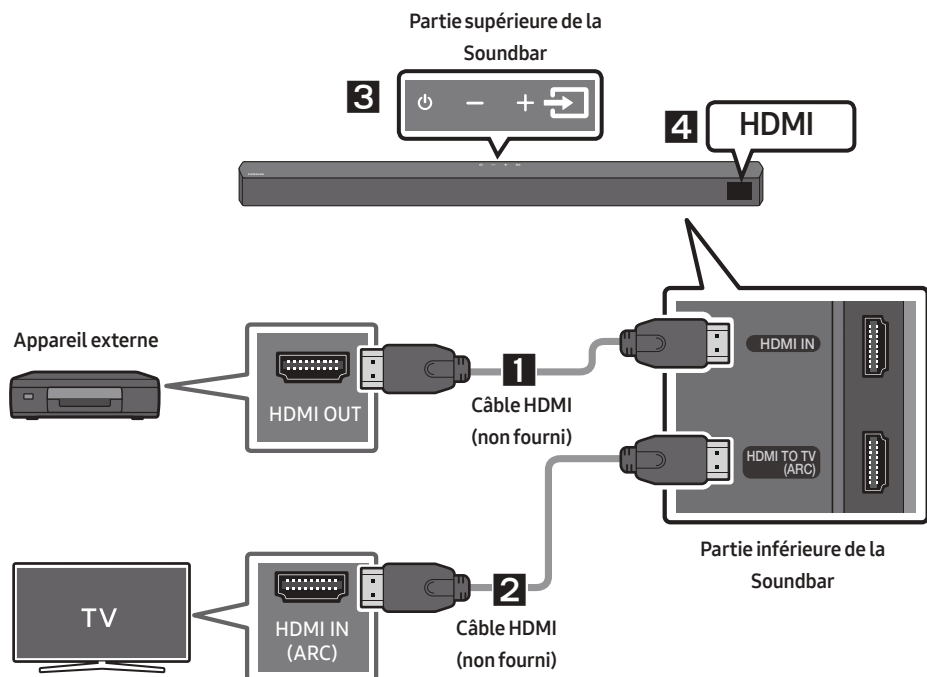 Partie supérieure de la
Soundbar
3
4
HDMI
Appareil externe
HDMI OUT
1
Câble HDMI
(non fourni)
HDMI IN
HDMI TO TV
(ARC)
Partie inférieure de la
Soundbar
TV
HDMI IN
(ARC)
2
Câble HDMI
(non fourni)